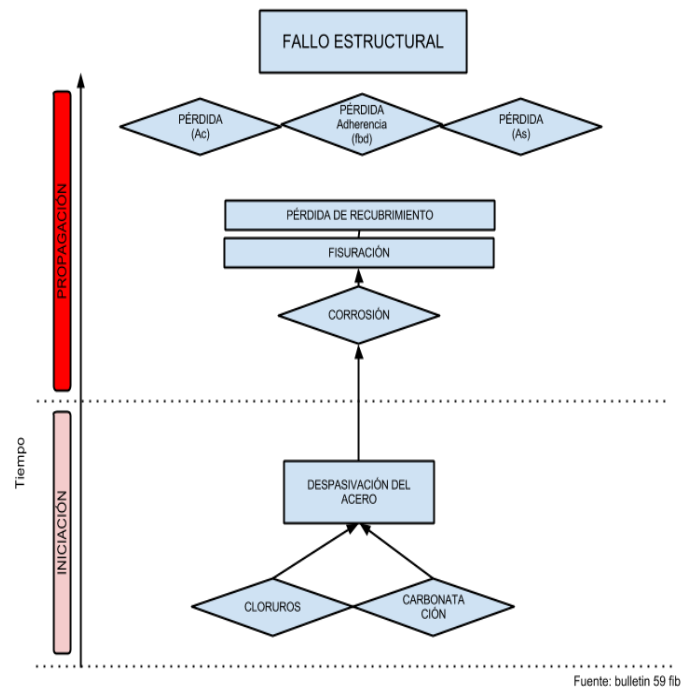 FALLO ESTRUCTURAL
PÉRDIDA
(Ac)
PÉRDIDA
Adherencia
(fbd)
PÉRDIDA
(As)
PÉRDIDA DE RECUBRIMIENTO
FISURACIÓN
CORROSIÓN
PROPAGACIÓN
Tiempo
DESPASIVACIÓN DEL
ACERO
INICIACIÓN
CLORUROS
CARBONATA
CIÓN
Fuente: bulletin 59 fib